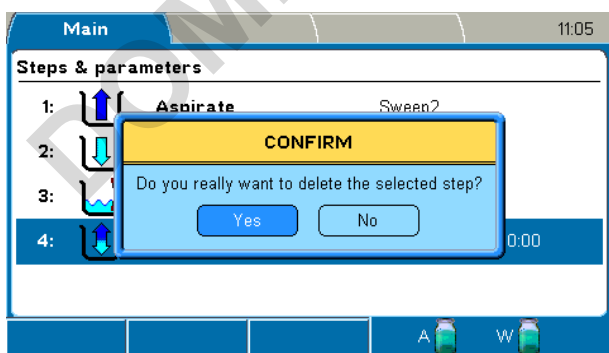 Main
11:05
Steps & parameters
1: Aspirate Sweep2
2:
3:
4: 0:00
CONFIRM
Do you really want to delete the selected step?
Yes No
A W